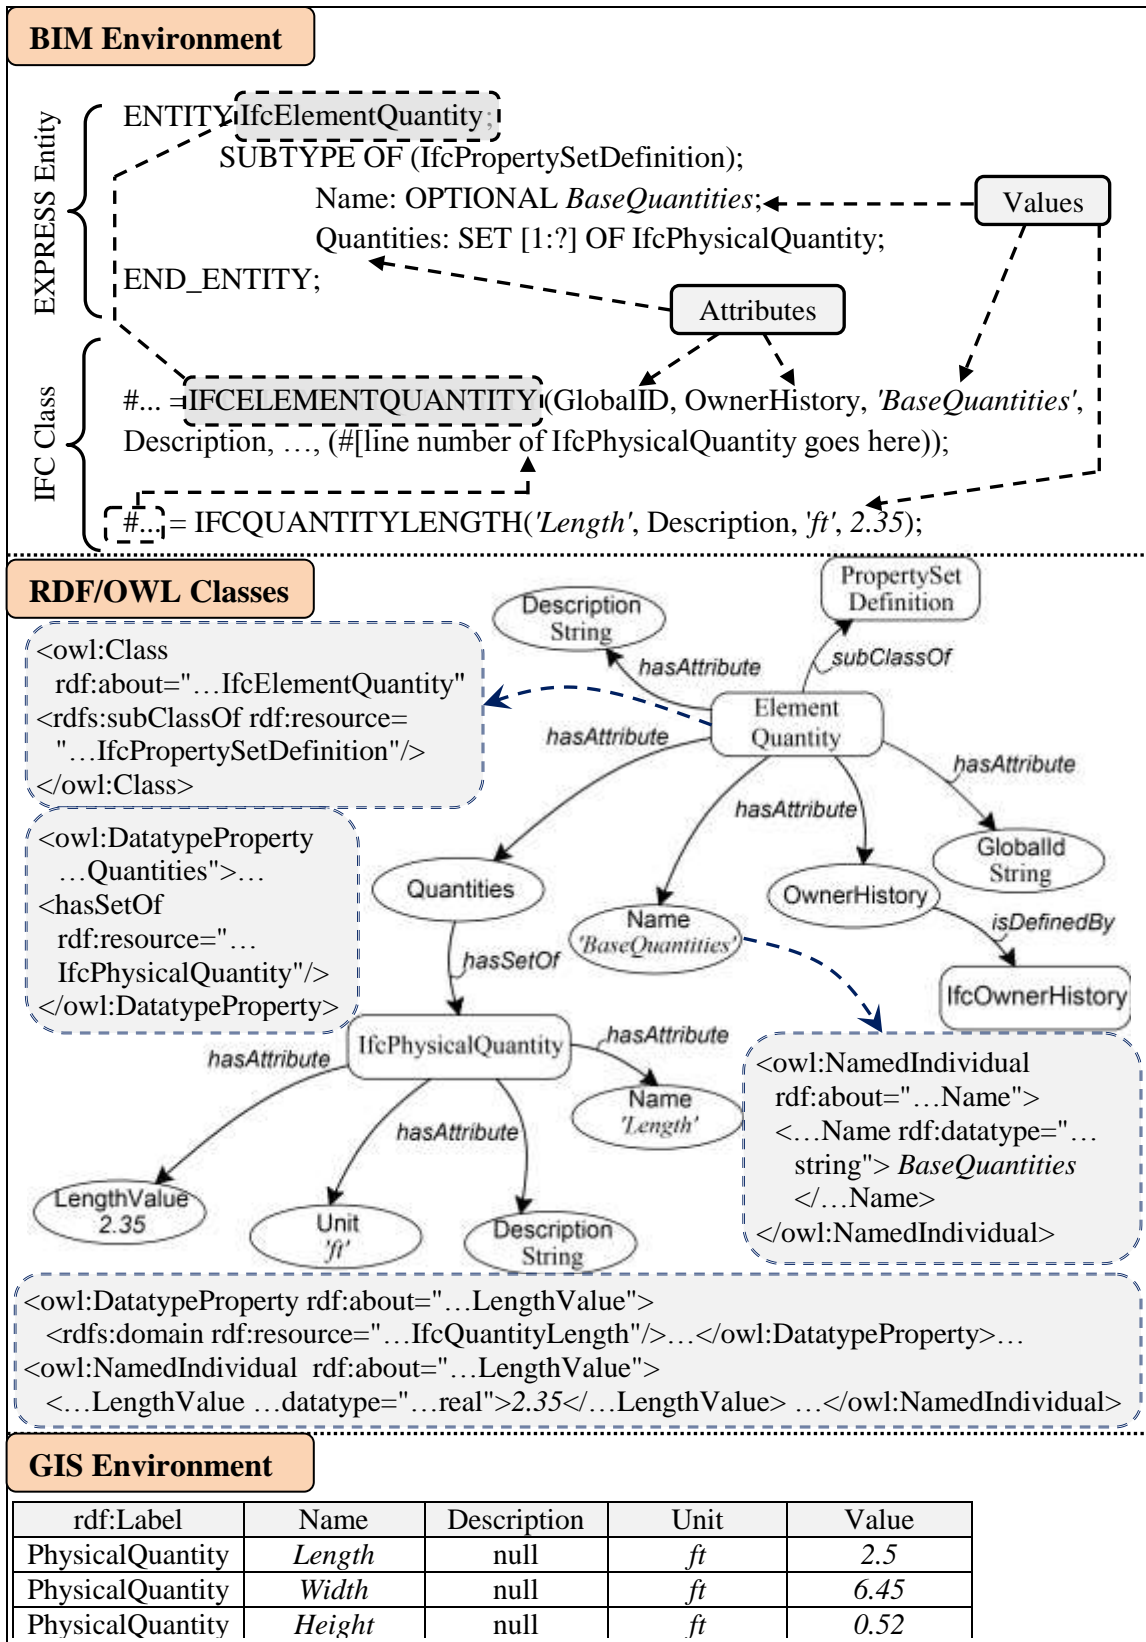 BIM Environment
EXPRESS Entity
ENTITY IfcElementQuantity;
SUBTYPE OF (IfcPropertySetDefinition);
Name: OPTIONAL BaseQuantities;
Values
Quantities: SET [1:?] OF IfcPhysicalQuantity;
END_ENTITY;
Attributes
IFC Class
#... =IFCELEMENTQUANTITY (GlobalID, OwnerHistory, 'BaseQuantities',
Description, …, (#[line number of IfcPhysicalQuantity goes here));
#... = IFCQUANTITYLENGTH('Length', Description, 'ft', 2.35);
RDF/OWL Classes
<owl:Class
rdf:about="…IfcElementQuantity"
<rdfs:subClassOf rdf:resource=
"…IfcPropertySetDefinition"/>
</owl:Class>
<owl:DatatypeProperty
…Quantities">…
<hasSetOf
rdf:resource="…
IfcPhysicalQuantity"/>
</owl:DatatypeProperty>
PropertySet
Definition
Description
String
hasAttribute
subClassOf
Element
Quantity
hasAttribute
hasAttribute
hasAttribute
GlobalId
String
Quantities
OwnerHistory
Name
'BaseQuantities'
isDefinedBy
hasSetOf
IfcOwnerHistory
IfcPhysicalQuantity
hasAttribute
hasAttribute
Name
'Length'
hasAttribute
LengthValue
2.35
Unit
'ft'
Description
String
<owl:NamedIndividual
rdf:about="…Name">
<…Name rdf:datatype="…
string"> BaseQuantities
</…Name>
</owl:NamedIndividual>
<owl:DatatypeProperty rdf:about="…LengthValue">
<rdfs:domain rdf:resource="…IfcQuantityLength"/>…</owl:DatatypeProperty>…
<owl:NamedIndividual rdf:about="…LengthValue">
<…LengthValue …datatype="…real">2.35</…LengthValue> …</owl:NamedIndividual>
GIS Environment
rdf:Label Name Description Unit Value
PhysicalQuantity Length null ft 2.5
PhysicalQuantity Width null ft 6.45
PhysicalQuantity Height null ft 0.52